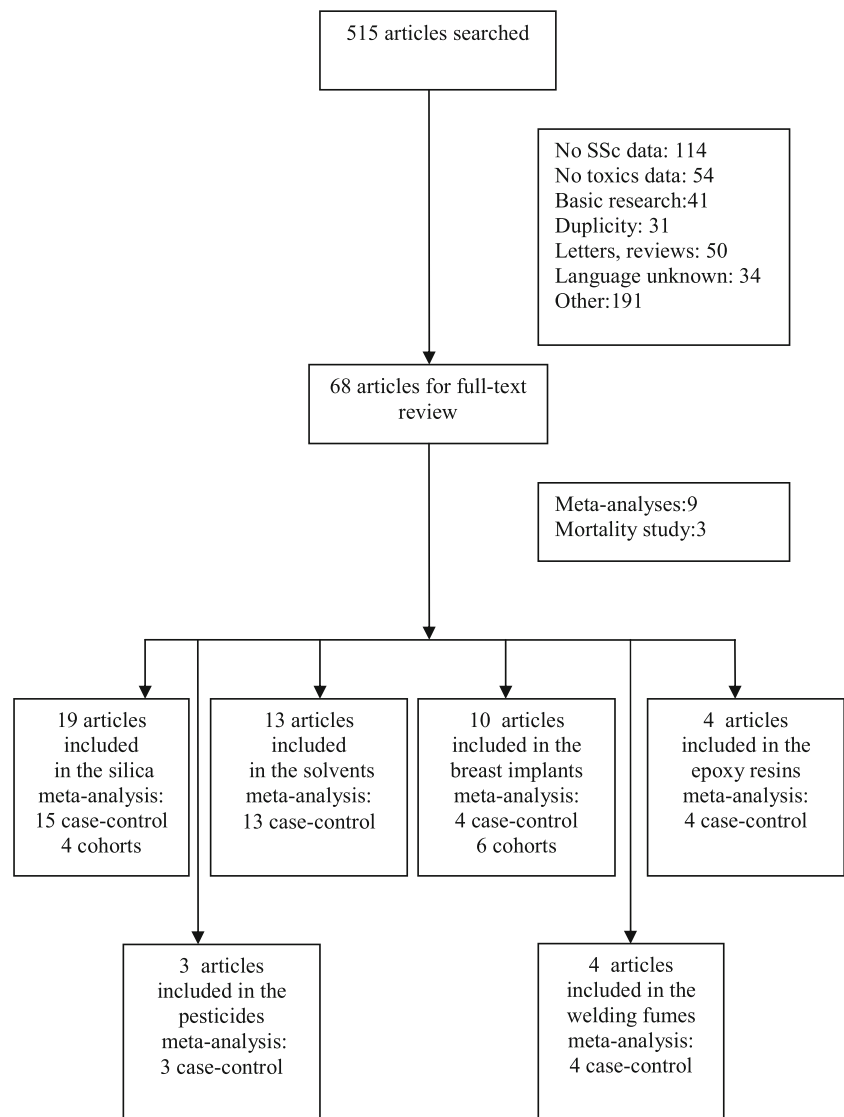 515 articles searched
No SSc data: 114
No toxics data: 54
Basic research:41
Duplicity: 31
Letters, reviews: 50
Language unknown: 34
Other:191
68 articles for full-text
review
Meta-analyses:9
Mortality study:3
19 articles
included
in the silica
meta-analysis:
15 case-control
4 cohorts
13 articles
included
in the solvents
meta-analysis:
13 case-control
10 articles
included in the
breast implants
meta-analysis:
4 case-control
6 cohorts
4 articles
included in the
epoxy resins
meta-analysis:
4 case-control
3 articles
included in the
pesticides
meta-analysis:
3 case-control
4 articles
included in the
welding fumes
meta-analysis:
4 case-control